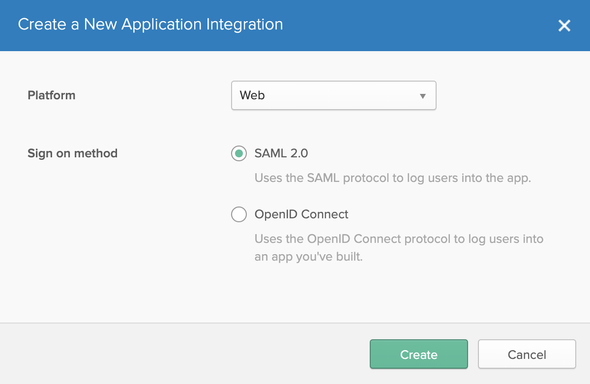 Create a New Application Integration
Platform
Web
Sign on method
SAML 2.0
Uses the SAML protocol to log users into the app.
OpenID Connect
Uses the OpenID Connect protocol to log users into
an app you've built.
Create
Cancel